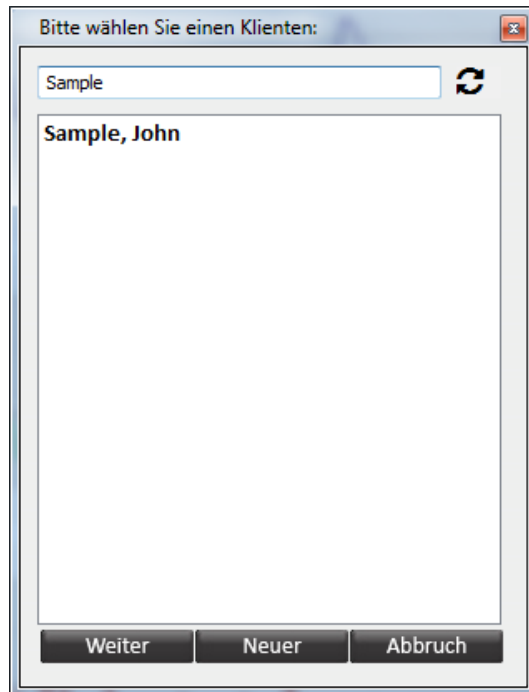 Bitte wählen Sie einen Klienten:
Sample
Sample, John
Weiter Neuer Abbruch